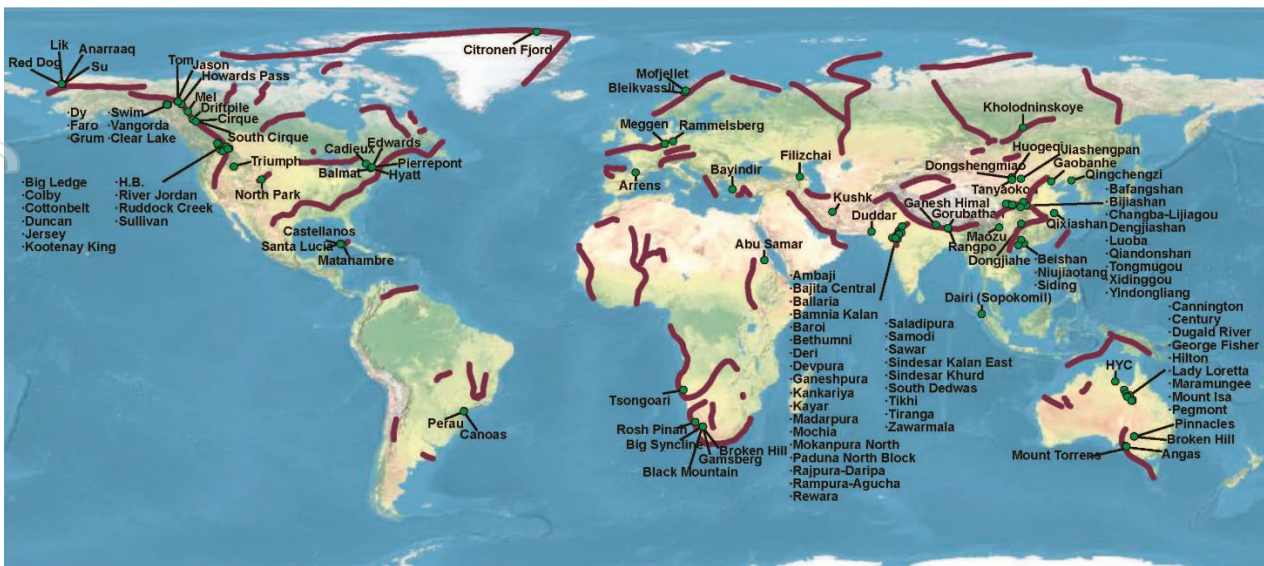 Citronen Fjord
Lik
Anarraaq
Red Dog
Su
Tom
Jason
Howards Pass
Mel
Driftpile
Cirque
South Cirque
·Dy
·Faro
·Grum
·Swim
·Vangorda
·Clear Lake
Triumph
North Park
Cadieux
Edwards
Balmat
Pierrepont
Hyatt
·Big Ledge
·Colby
·Cottonbelt
·Duncan
·Jersey
·Kootenay King
·H.B.
·River Jordan
·Ruddock Creek
·Sullivan
Castellanos
Santa Lucia
Matahambre
Perau
Canoas
Mofjellet
Bleikvassli
Meggen
Rammelsberg
Arrens
Bayindir
Filizchai
Kholodninskoye
Huogeqi
Jiashengpan
Dongshengmiao
Gaobanhe
Qingchengzi
Tanyaokou
Kushk
Ganesh Himal
Gorubathan
Duddar
Rangpo
Maozu
Dongjiahe
Qixiashan
·Bafangshan
·Bijiashan
·Changba-Lijiagou
·Dengjiashan
·Luoba
·Qiandonshan
·Tongmugou
·Xidinggou
·Yindongliang
·Beishan
·Niujiaotang
·Siding
Abu Samar
Dairi (Sopokomil)
·Ambaji
·Bajita Central
·Ballaria
·Bamnia Kalan
·Baroi
·Bethumni
·Deri
·Devpura
·Ganeshpura
·Kankariya
·Kayar
·Madarpura
·Mochia
·Mokanpura North
·Paduna North Block
·Rajpura-Daripa
·Rampura-Agucha
·Rewara
·Saladipura
·Samodi
·Sawar
·Sindesar Kalan East
·Sindesar Khurd
·South Dedwas
·Tikhi
·Tiranga
·Zawarmala
Tsongoari
Rosh Pinah
Big Syncline
Broken Hill
Gamsberg
Black Mountain
·Cannington
·Century
·Dugald River
·George Fisher
·Hilton
·Lady Loretta
·Maramungee
·Mount Isa
·Pegmont
HYC
Pinnacles
Broken Hill
Mount Torrens
Angas